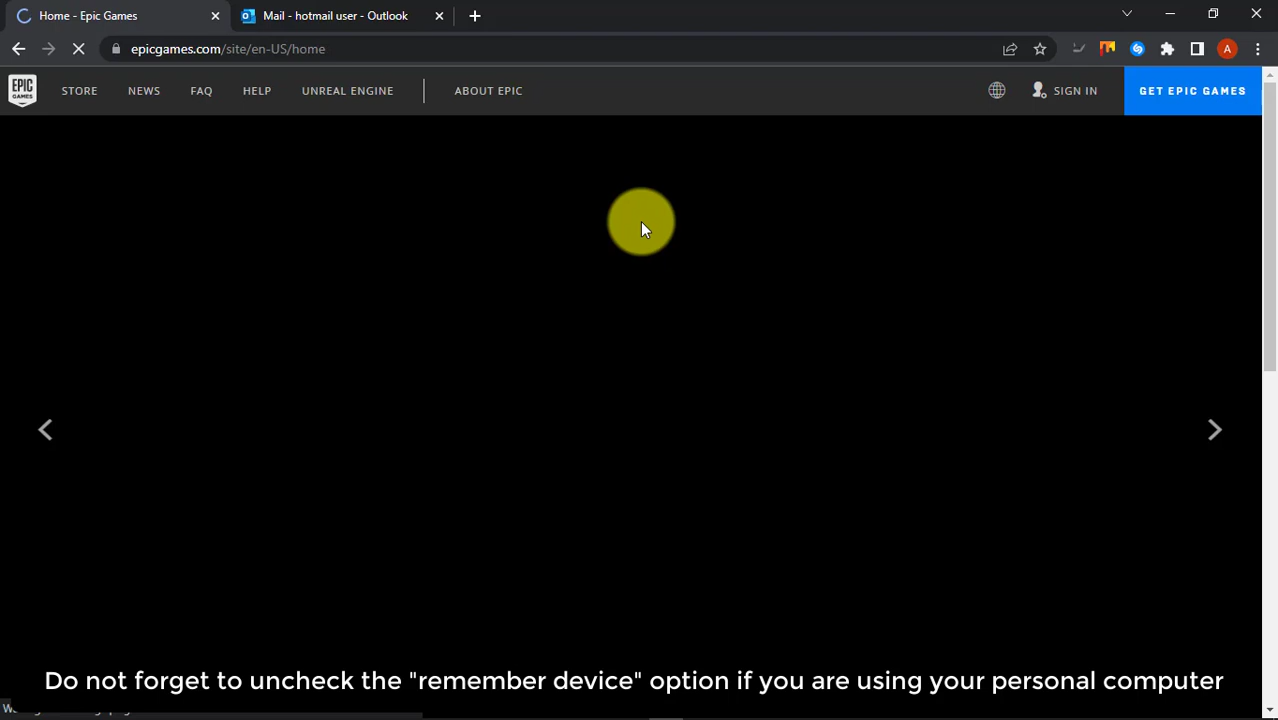 Home - Epic Games
Mail - hotmail user - Outlook
epicgames.com/site/en-US/home
A
EPIC GAMES
STORE
NEWS
FAQ
HELP
UNREAL ENGINE
ABOUT EPIC
SIGN IN
GET EPIC GAMES
Do not forget to uncheck the "remember device" option if you are using your personal computer